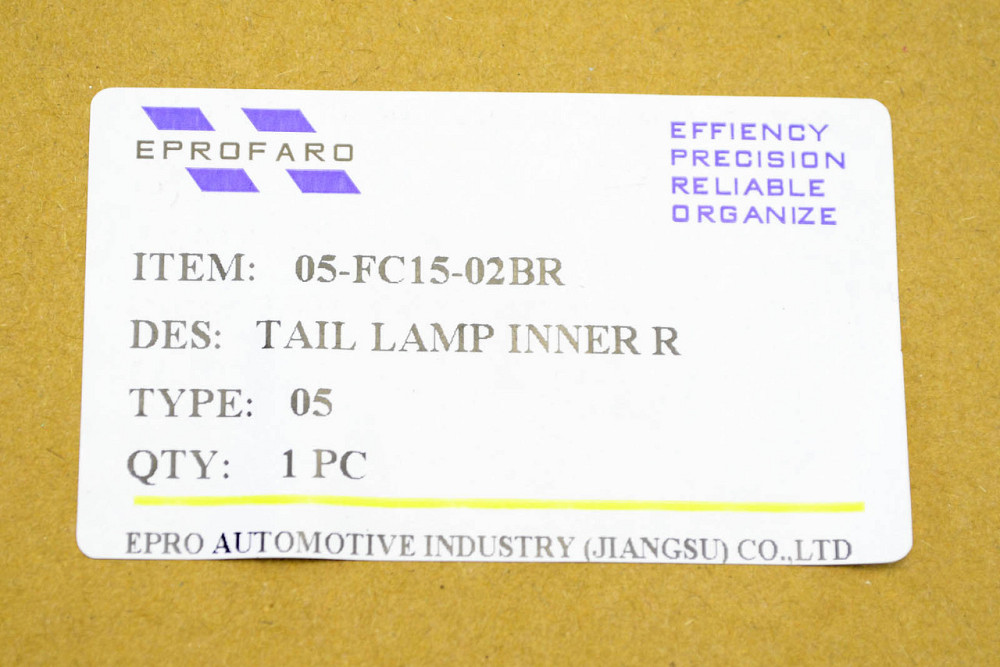 EPROFARO
EFFIENCY
PRECISION
RELIABLE
ORGANIZE
ITEM: 05-FC15-02BR
DES: TAIL LAMP INNER R
TYPE: 05
QTY: 1 PC
EPRO AUTOMOTIVE INDUSTRY (JIANGSU) CO.,LTD